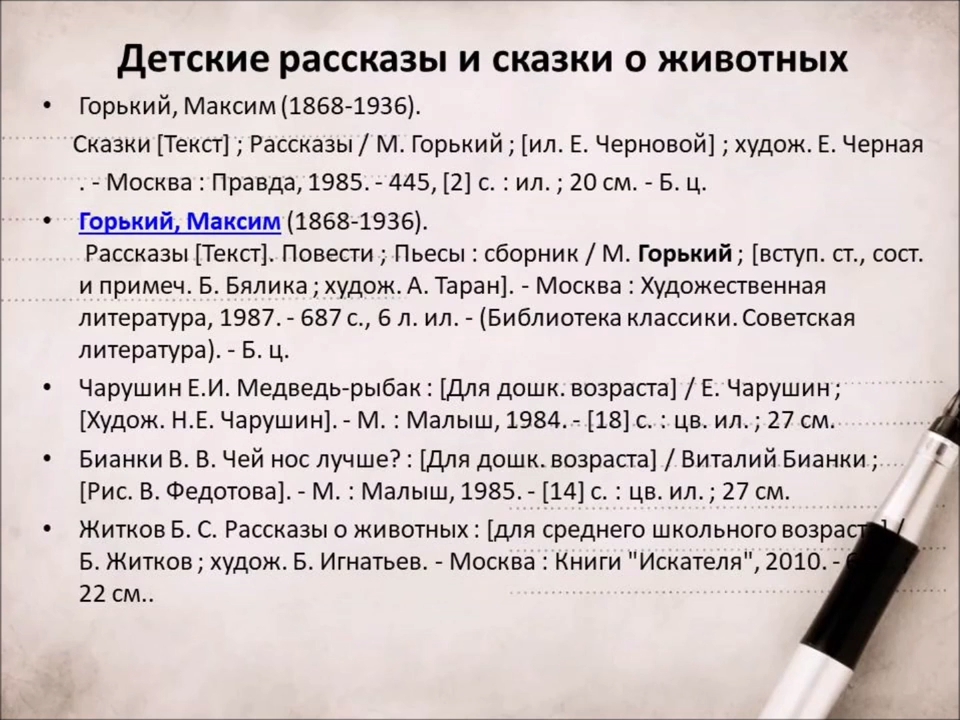 Детские рассказы и сказки о животных
• Горький, Максим (1868-1936).
Сказки [Текст] ; Рассказы / М. Горький ; [ил. Е. Черновой] ; худож. Е. Черная
. - Москва : Правда, 1985. - 445, [2] с. : ил. ; 20 см. - Б. ц.
• Горький, Максим (1868-1936).
Рассказы [Текст]. Повести ; Пьесы : сборник / М. Горький ; [вступ. ст., сост.
и примеч. Б. Бялика ; худож. А. Таран]. - Москва : Художественная
литература, 1987. - 687 с., 6 л. ил. - (Библиотека классики. Советская
литература). - Б. ц.
• Чарушин Е.И. Медведь-рыбак : [Для дошк. возраста] / Е. Чарушин ;
[Худож. Н.Е. Чарушин]. - М. : Малыш, 1984. - [18] с. : цв. ил. ; 27 см.
• Бианки В. В. Чей нос лучше? : [Для дошк. возраста] / Виталий Бианки ;
[Рис. В. Федотова]. - М. : Малыш, 1985. - [14] с. : цв. ил. ; 27 см.
• Житков Б. С. Рассказы о животных : [для среднего школьного возраста] /
Б. Житков ; худож. Б. Игнатьев. - Москва : Книги "Искателя", 2010. -
22 см..